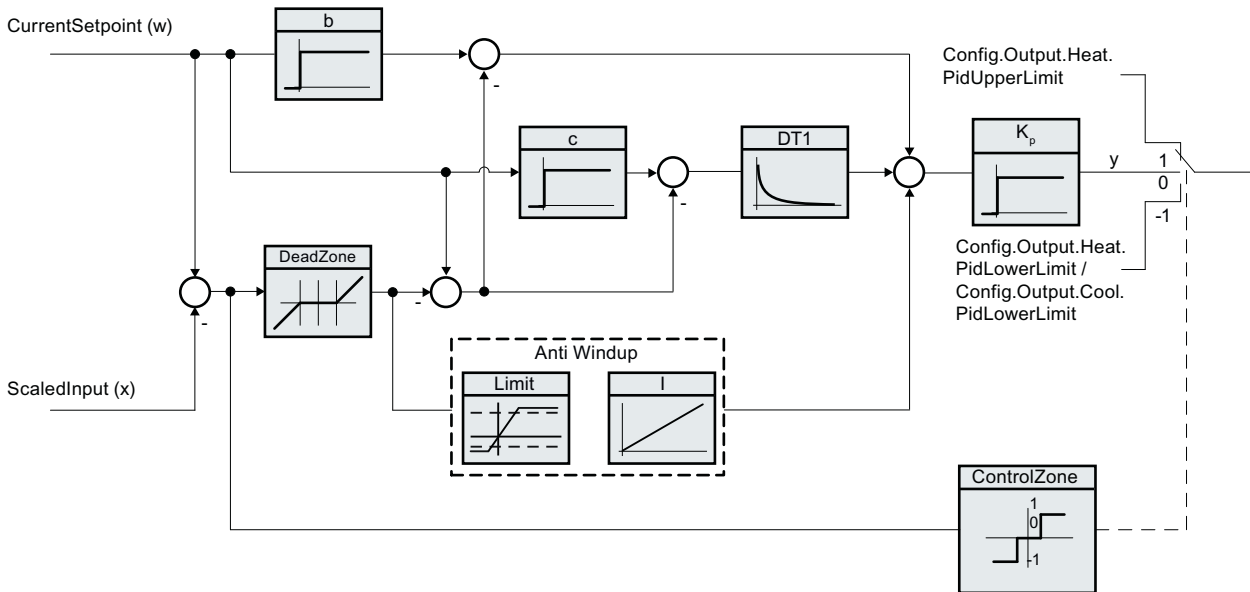 CurrentSetpoint (w)
b
-
Config.Output.Heat.
PidUpperLimit
c
-
DT1
Kp
y
1
0
-1
DeadZone
-
-
Config.Output.Heat.
PidLowerLimit /
Config.Output.Cool.
PidLowerLimit
Anti Windup
ScaledInput (x)
Limit
I
ControlZone
1
0
-1